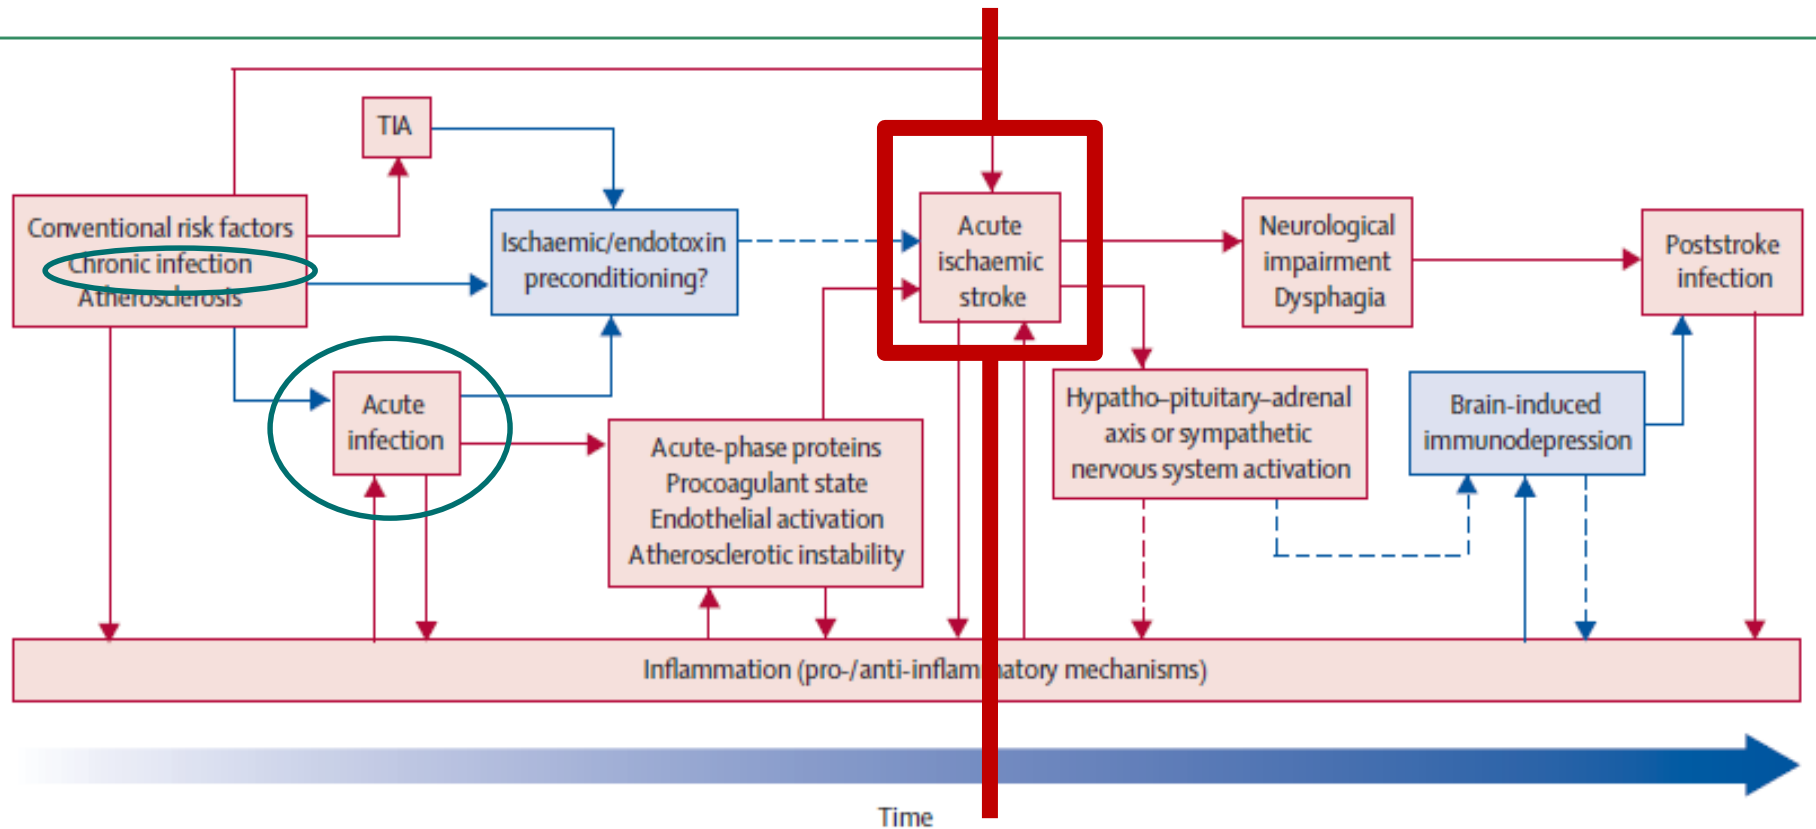 TIA
Conventional risk factors
Chronic infection
Atherosclerosis
Ischaemic/endotoxin
preconditioning?
Acute
ischaemic
stroke
Neurological
impairment
Dysphagia
Poststroke
infection
Acute
infection
Acute-phase proteins
Procoagulant state
Endothelial activation
Atherosclerotic instability
Hypatho–pituitary–adrenal
axis or sympathetic
nervous system activation
Brain-induced
immunodepression
Inflammation (pro-/anti-inflammatory mechanisms)
Time